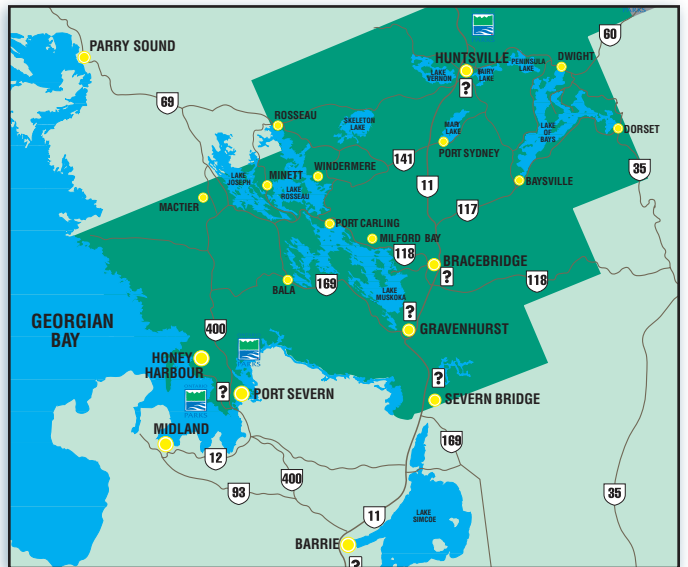 PARRY SOUND
60
HUNTSVILLE
PENINSULA
LAKE
DWIGHT
LAKE
VERNON
FAIRY
LAKE
?
69
ROSSEAU
SKELETON
LAKE
MARY
LAKE
LAKE
OF
BAYS
DORSET
PORT SYDNEY
141
35
LAKE
JOSEPH
MINETT
WINDERMERE
11
BAYSVILLE
LAKE
ROSSEAU
MACTIER
117
PORT CARLING
MILFORD BAY
118
BRACEBRIDGE
?
118
BALA
169
LAKE
MUSKOKA
GEORGIAN
BAY
400
?
GRAVENHURST
HONEY
HARBOUR
?
?
PORT SEVERN
SEVERN BRIDGE
PARKS
MIDLAND
169
12
400
93
35
11
LAKE
SIMCOE
BARRIE
?